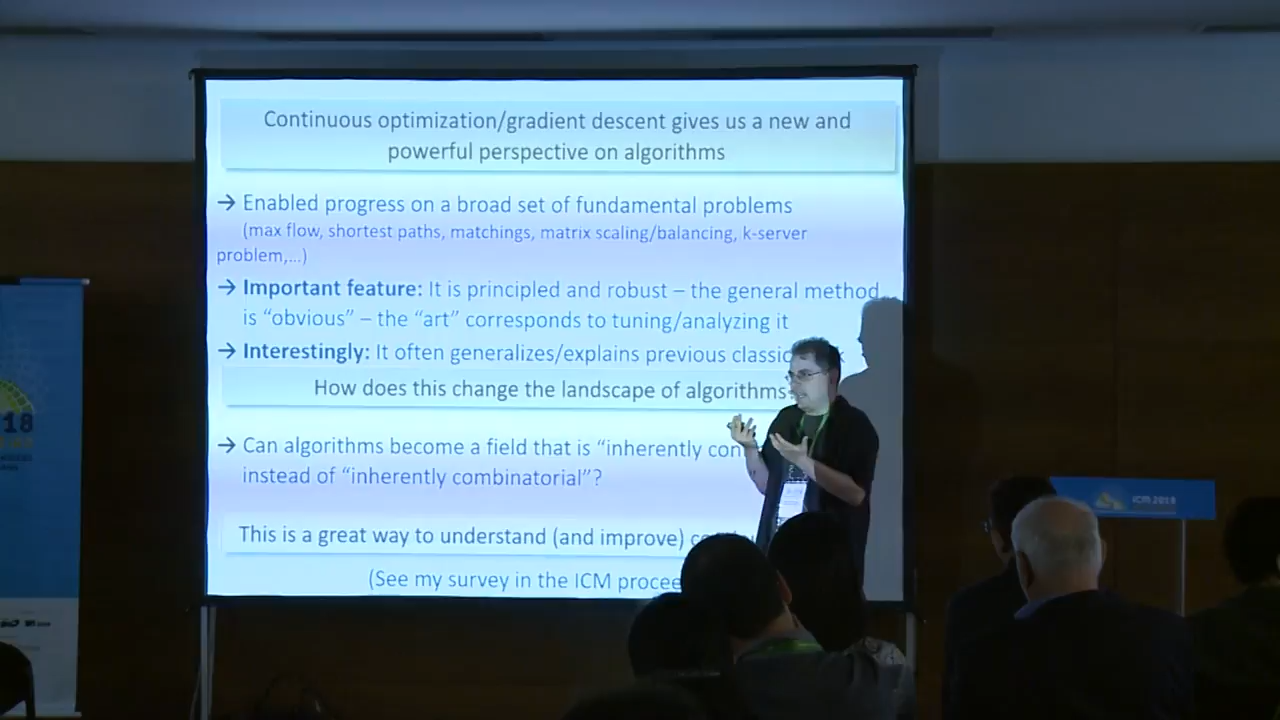 Continuous optimization/gradient descent gives us a new and
powerful perspective on algorithms
→ Enabled progress on a broad set of fundamental problems
(max flow, shortest paths, matchings, matrix scaling/balancing, k-server
problem,...)
→ Important feature: It is principled and robust – the general method
is “obvious” – the “art” corresponds to tuning/analyzing it
→ Interestingly: It often generalizes/explains previous
How does this change the landscape of algorithms
→ Can algorithms become a field that is “inherently
instead of “inherently combinatorial”?
This is a great way to understand (and improve)
(See my survey in the ICM
18
ICM 2018